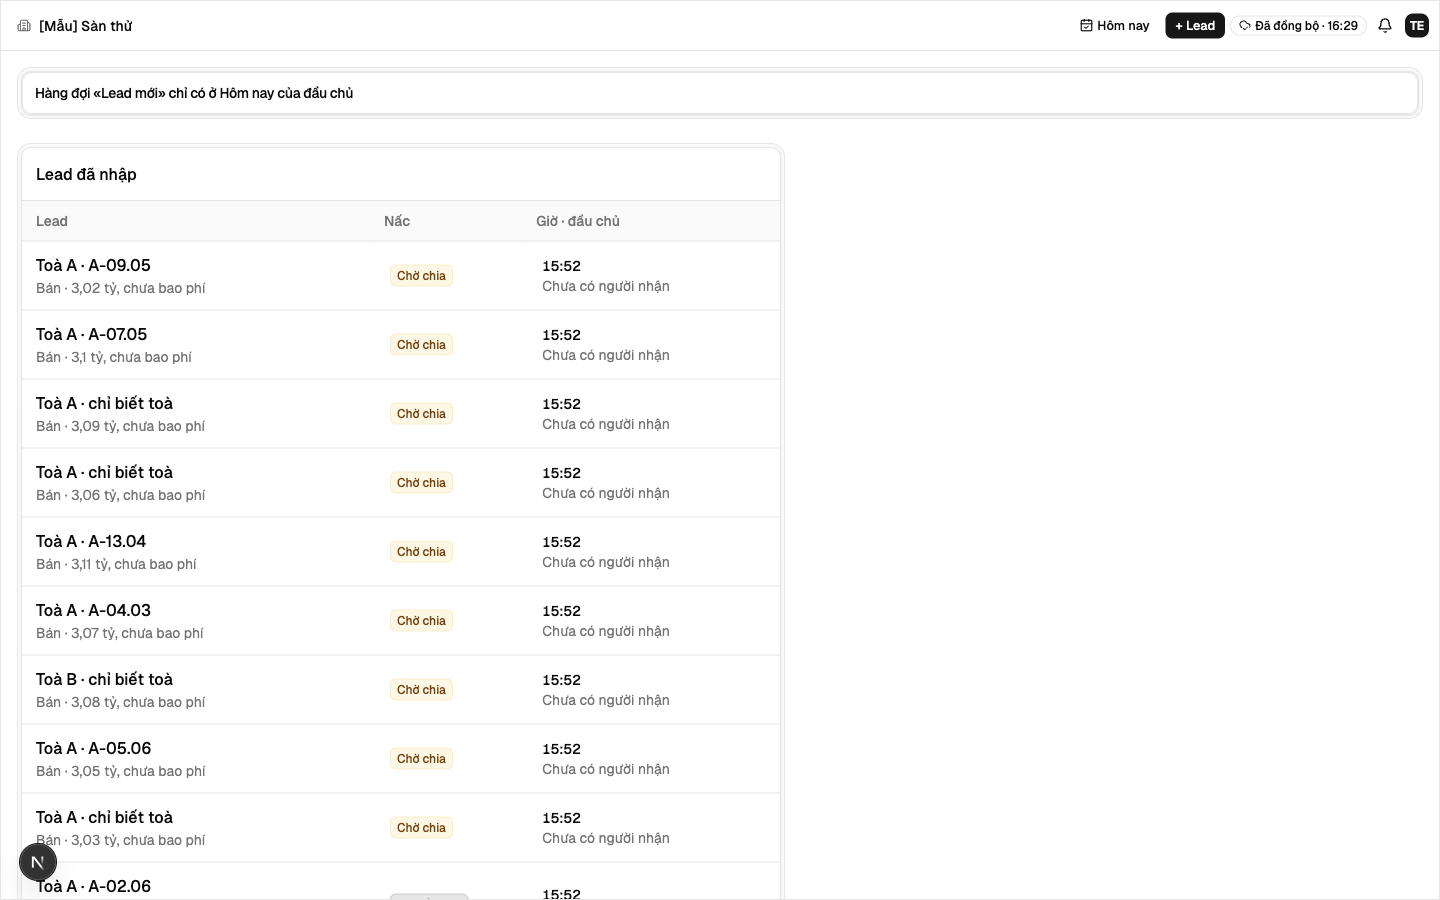 [Mẫu] Sàn thử
Hôm nay
+ Lead
Đã đồng bộ · 16:29
TE
Hàng đợi «Lead mới» chỉ có ở Hôm nay của đầu chủ
Lead đã nhập
Lead Nấc Giờ · đầu chủ
Toà A · A-09.05
Bán · 3,02 tỷ, chưa bao phí
Chờ chia
15:52
Chưa có người nhận
Toà A · A-07.05
Bán · 3,1 tỷ, chưa bao phí
Chờ chia
15:52
Chưa có người nhận
Toà A · chỉ biết toà
Bán · 3,09 tỷ, chưa bao phí
Chờ chia
15:52
Chưa có người nhận
Toà A · chỉ biết toà
Bán · 3,06 tỷ, chưa bao phí
Chờ chia
15:52
Chưa có người nhận
Toà A · A-13.04
Bán · 3,11 tỷ, chưa bao phí
Chờ chia
15:52
Chưa có người nhận
Toà A · A-04.03
Bán · 3,07 tỷ, chưa bao phí
Chờ chia
15:52
Chưa có người nhận
Toà B · chỉ biết toà
Bán · 3,08 tỷ, chưa bao phí
Chờ chia
15:52
Chưa có người nhận
Toà A · A-05.06
Bán · 3,05 tỷ, chưa bao phí
Chờ chia
15:52
Chưa có người nhận
Toà A · chỉ biết toà
Bán · 3,03 tỷ, chưa bao phí
Chờ chia
15:52
Chưa có người nhận
N
Toà A · A-02.06
15:52